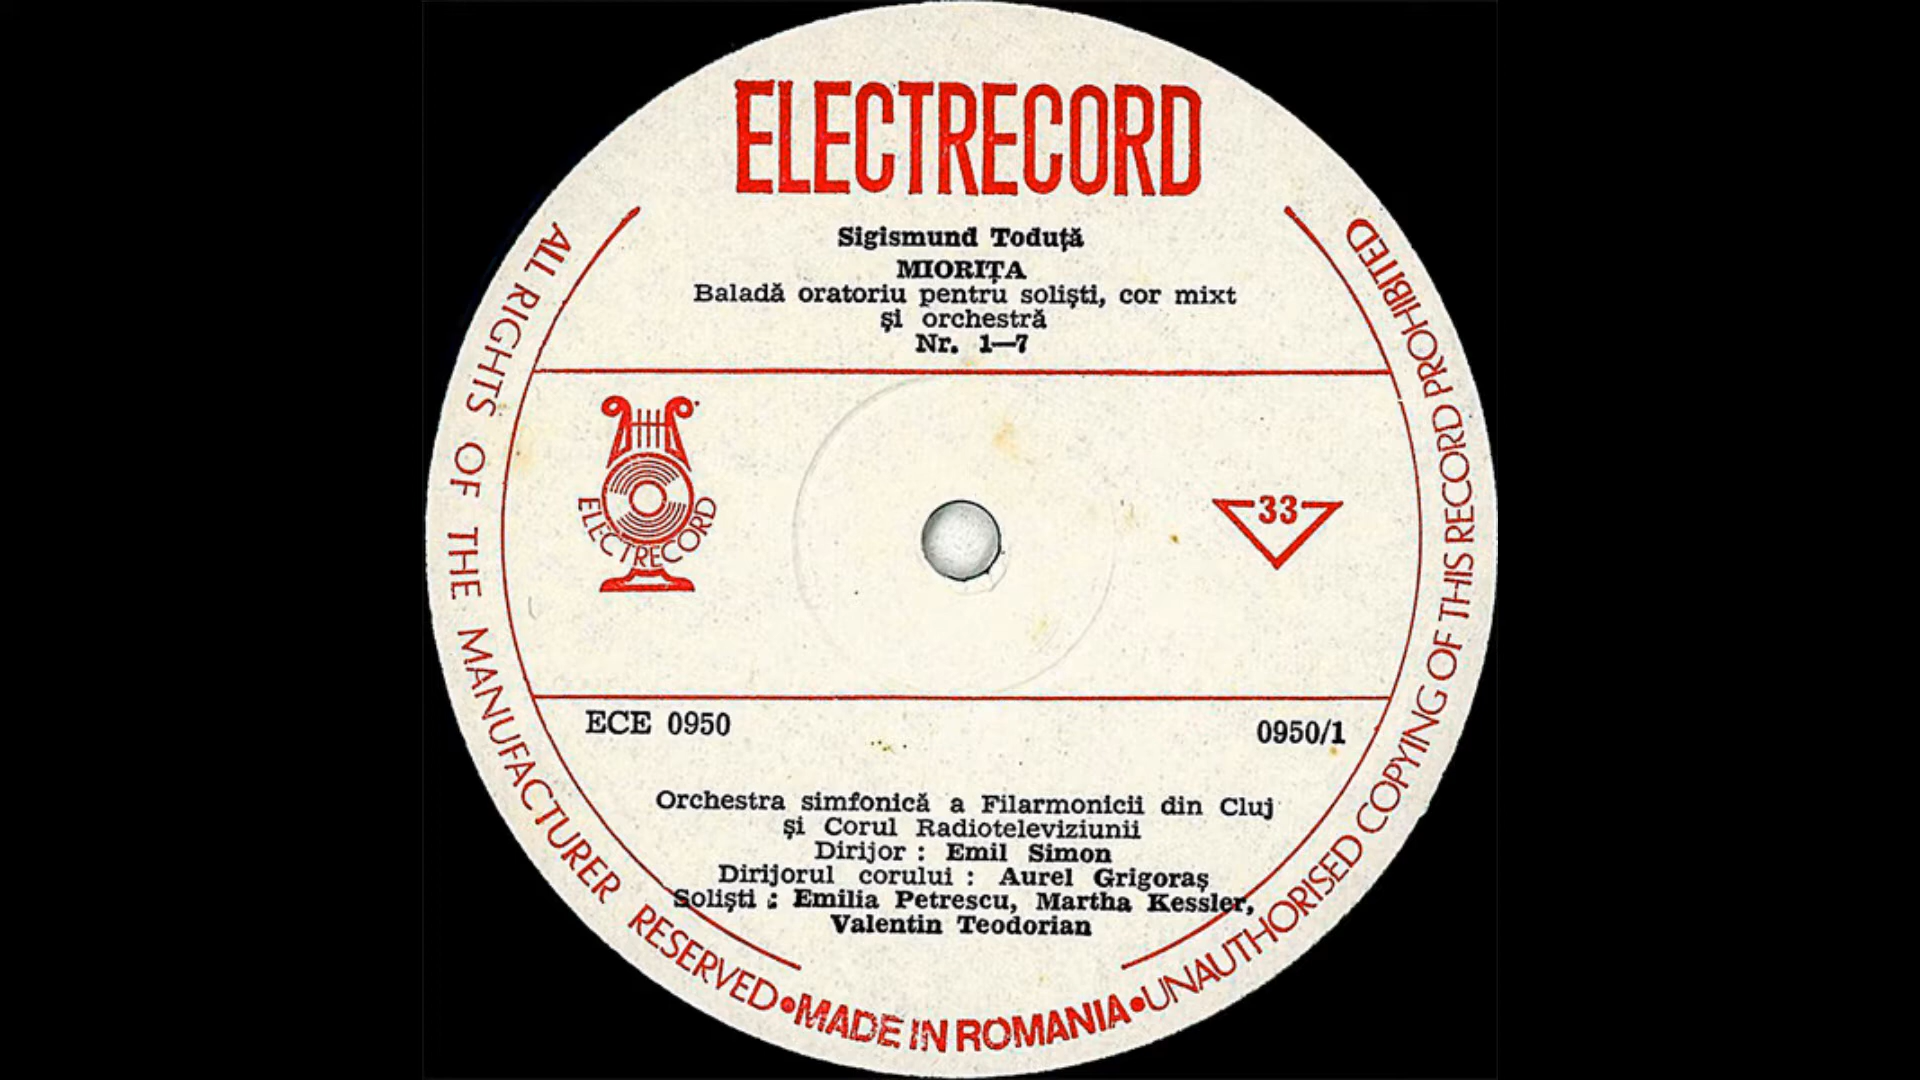 ELECTRECORD
Sigismund Toduță
MIORIȚA
Baladă oratoriu pentru soliști, cor mixt
și orchestră
Nr. 1—7
ELECTRECORD
33
ECE 0950
0950/1
Orchestra simfonică a Filarmonicii din Cluj
și Corul Radioteleviziunii
Dirijor : Emil Simon
Dirijorul corului : Aurel Grigoraș
Soliști : Emilia Petrescu, Martha Kessler,
Valentin Teodorian
ALL RIGHTS OF THE MANUFACTURER RESERVED•MADE IN ROMANIA•UNAUTHORISED COPYING OF THIS RECORD PROHIBITED